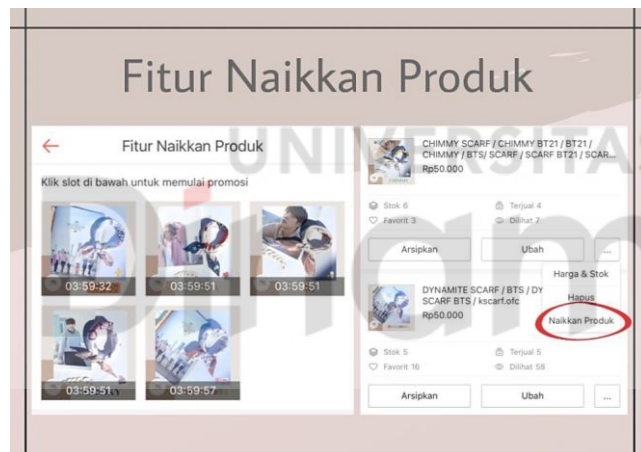 Fitur Naikkan Produk
UNIVERSITAS
Dinam
Fitur Naikkan Produk
Klik slot di bawah untuk memulai promosi
03:59:32
03:59:51
03:59:51
03:59:51
03:59:57
CHIMMY SCARF / CHIMMY BT21 / BT21 /
CHIMMY / BTS/ SCARF / SCARF BT21 / SCAR...
Rp50.000
Stok 6
Terjual 4
Favorit 3
Dilihat 7
Arsipkan
Ubah
...
Harga & Stok
Hapus
Naikkan Produk
DYNAMITE SCARF / BTS / DY
SCARF BTS / kscarf.ofc
Rp50.000
Stok 5
Terjual 5
Favorit 16
Dilihat 58
Arsipkan
Ubah
...